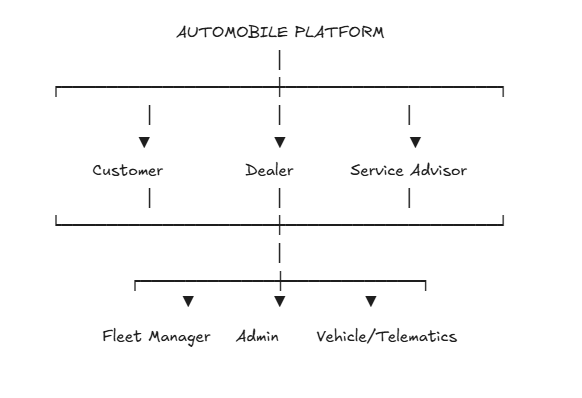 AUTOMOBILE PLATFORM
Customer Dealer Service Advisor
Fleet Manager Admin Vehicle/Telematics